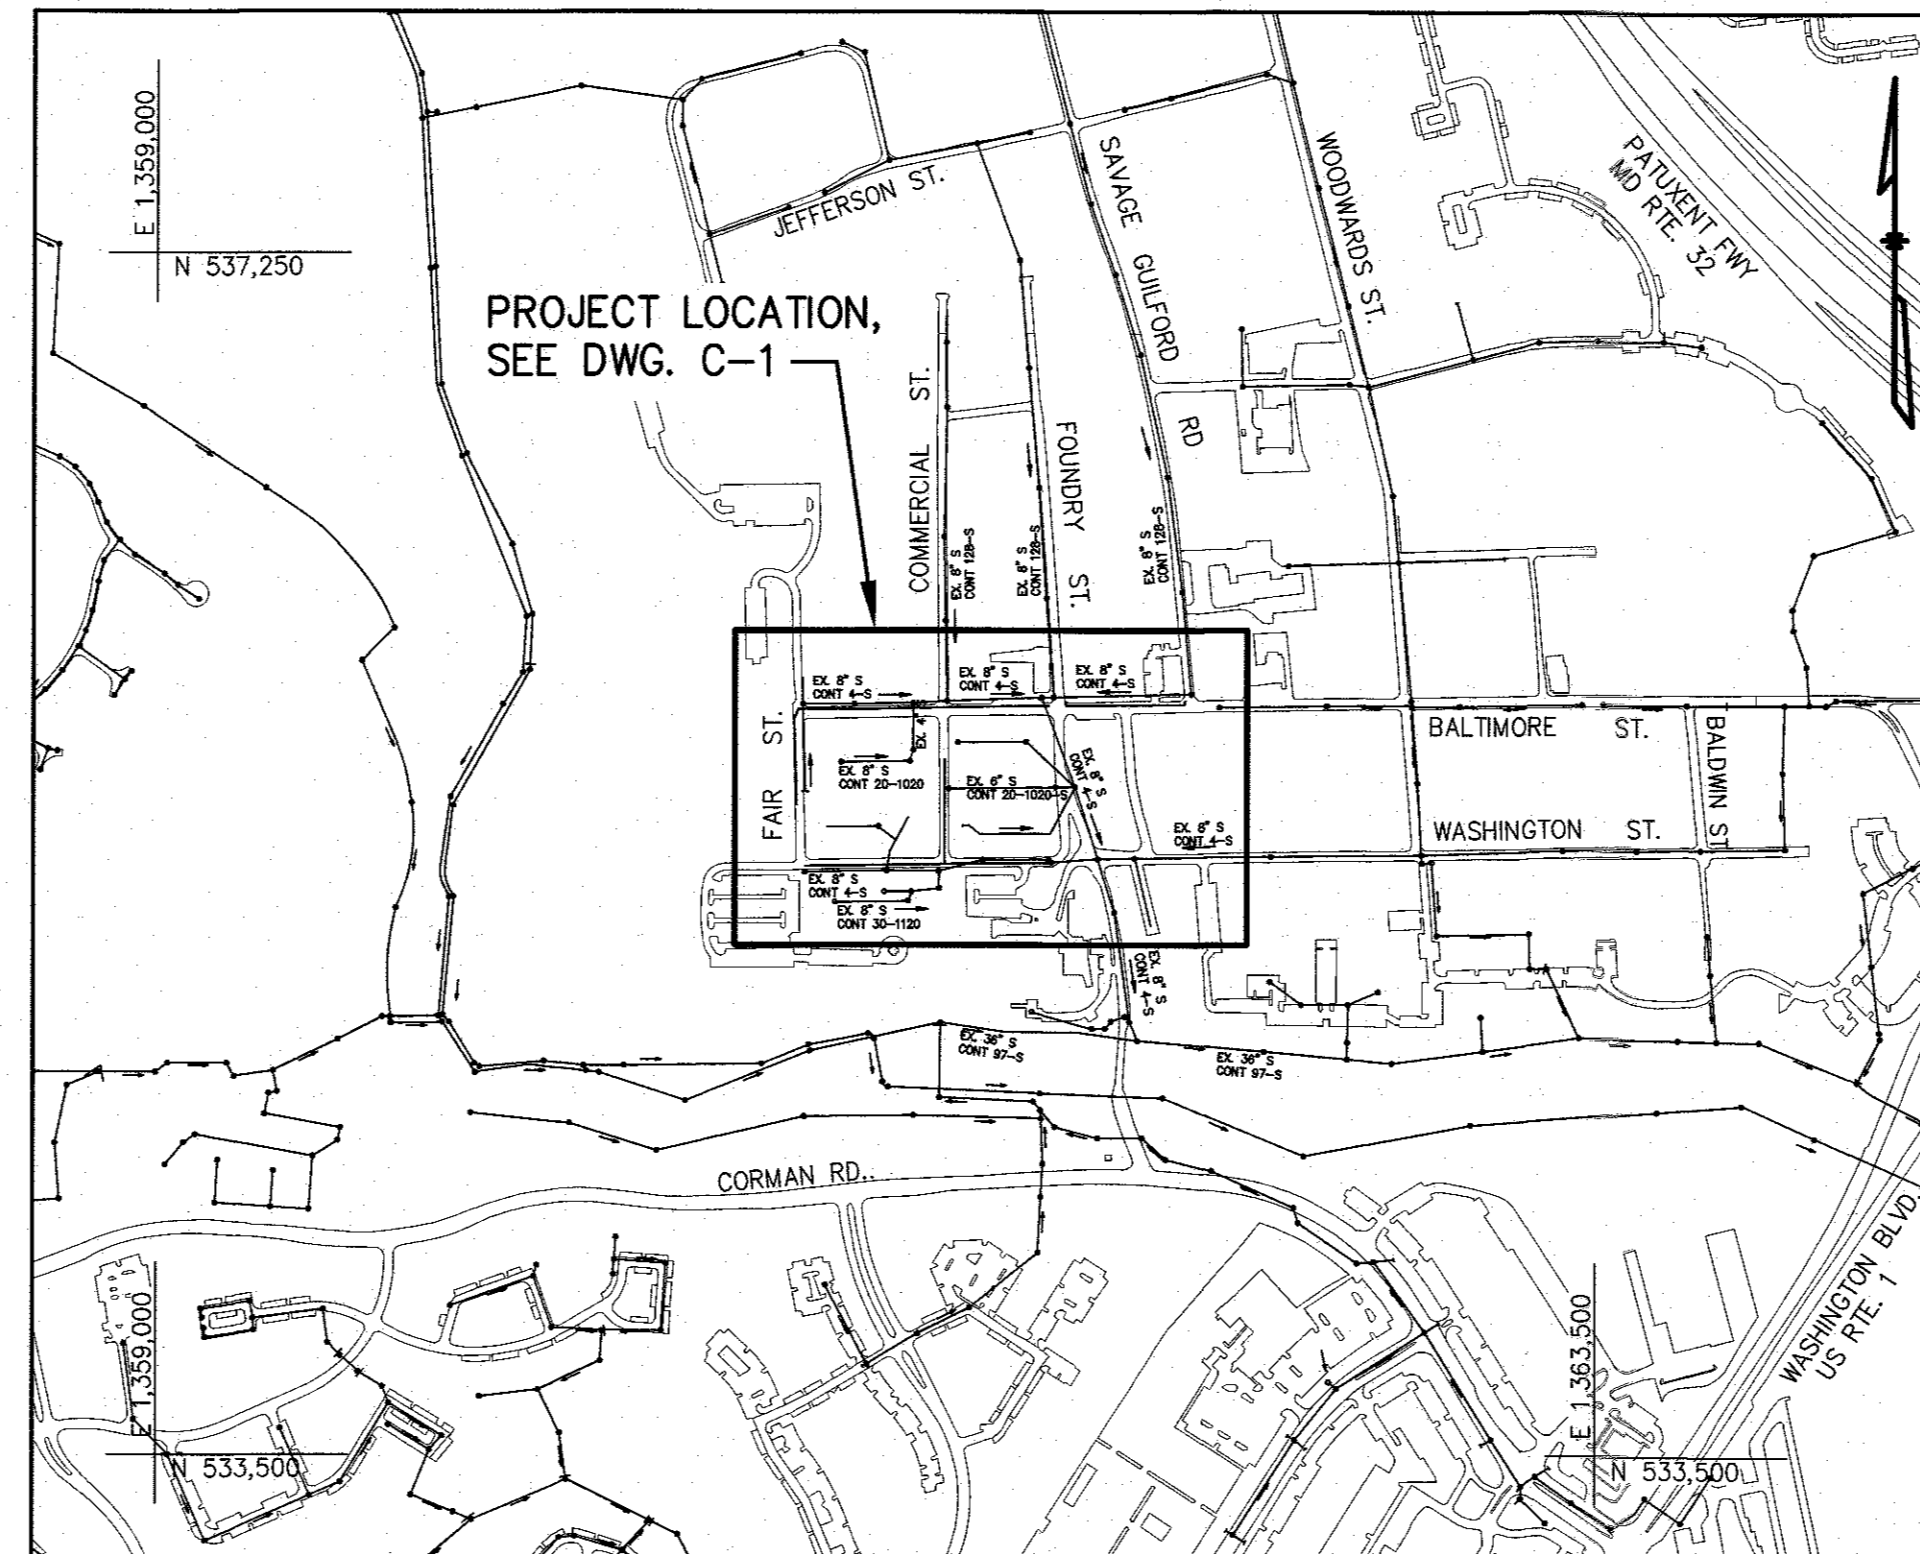 E 1,359,000
N 537,250
JEFFERSON ST.
SAVAGE GUILFORD RD
WOODWARDS ST.
PATUXENT FWY
MD RTE. 32
PROJECT LOCATION,
SEE DWG. C-1
COMMERCIAL ST.
FOUNDRY ST.
EX. 8" S
CONT 128-S
EX. 8" S
CONT 128-S
EX. 8" S
CONT 128-S
EX. 8" S
CONT 4-S
EX. 8" S
CONT 4-S
EX. 8" S
CONT 4-S
FAIR ST.
EX. 8" S
CONT 20-1020
EX. 6" S
CONT 20-1020-S
EX. 8" S
CONT 4-S
BALTIMORE ST.
BALDWIN ST.
EX. 8" S
CONT 4-S
WASHINGTON ST.
EX. 8" S
CONT 4-S
EX. 8" S
CONT 30-1120
EX. 8" S
CONT 4-S
EX. 36" S
CONT 97-S
EX. 36" S
CONT 97-S
CORMAN RD..
WASHINGTON BLVD.
US RTE. 1
E 1,359,000
N 533,500
E 1,363,500
N 533,500